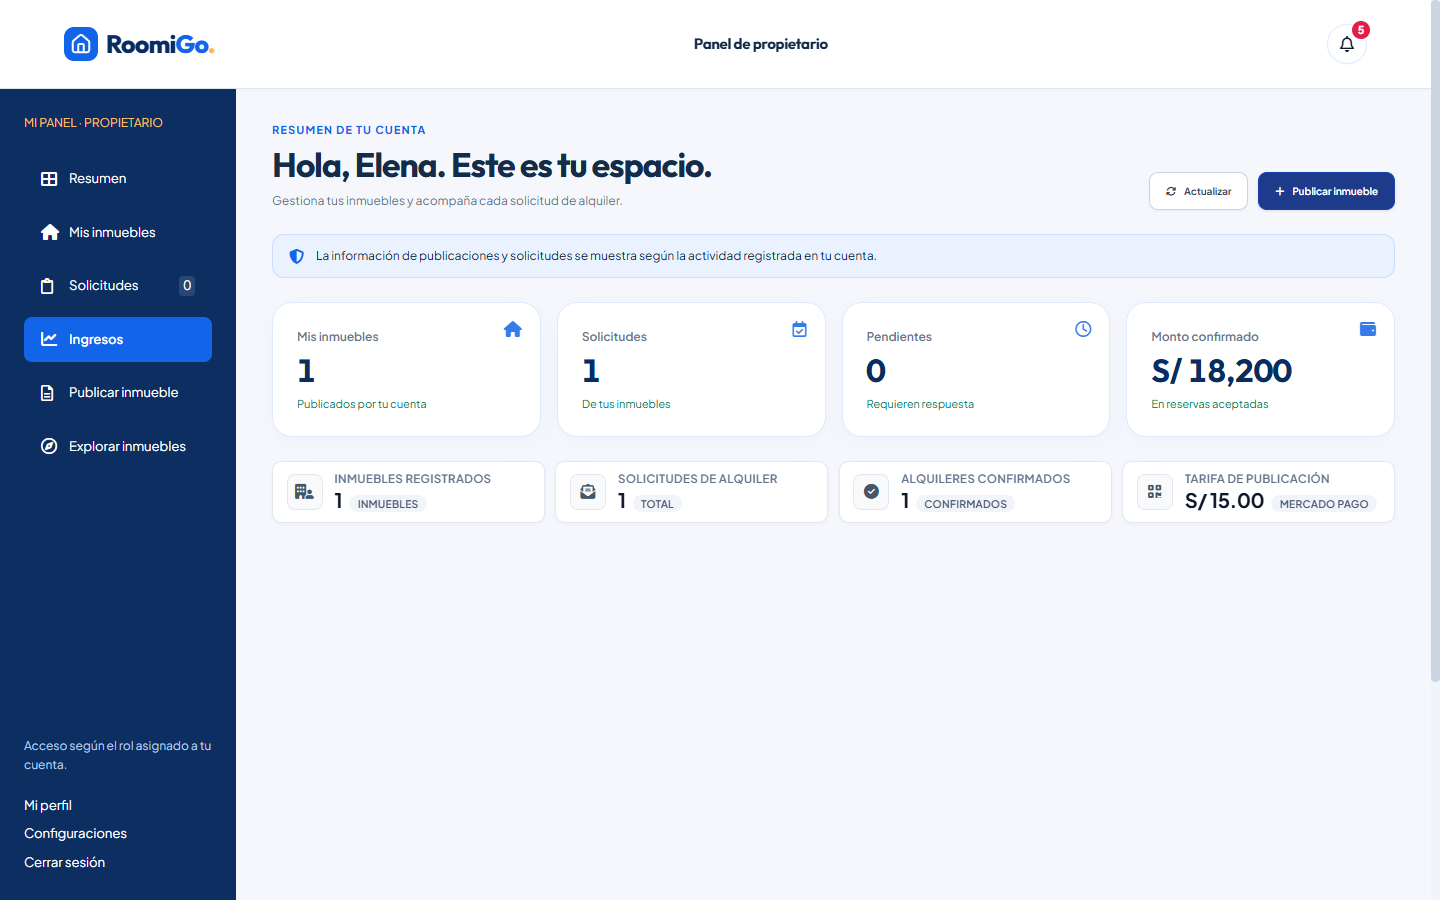 RoomiGo.
Panel de propietario
5
MI PANEL · PROPIETARIO
Resumen
Mis inmuebles
Solicitudes 0
Ingresos
Publicar inmueble
Explorar inmuebles
Acceso según el rol asignado a tu
cuenta.
Mi perfil
Configuraciones
Cerrar sesión
RESUMEN DE TU CUENTA
Hola, Elena. Este es tu espacio.
Gestiona tus inmuebles y acompaña cada solicitud de alquiler.
Actualizar
Publicar inmueble
La información de publicaciones y solicitudes se muestra según la actividad registrada en tu cuenta.
Mis inmuebles
1
Publicados por tu cuenta
Solicitudes
1
De tus inmuebles
Pendientes
0
Requieren respuesta
Monto confirmado
S/ 18,200
En reservas aceptadas
INMUEBLES REGISTRADOS
1 INMUEBLES
SOLICITUDES DE ALQUILER
1 TOTAL
ALQUILERES CONFIRMADOS
1 CONFIRMADOS
TARIFA DE PUBLICACIÓN
S/ 15.00 MERCADO PAGO